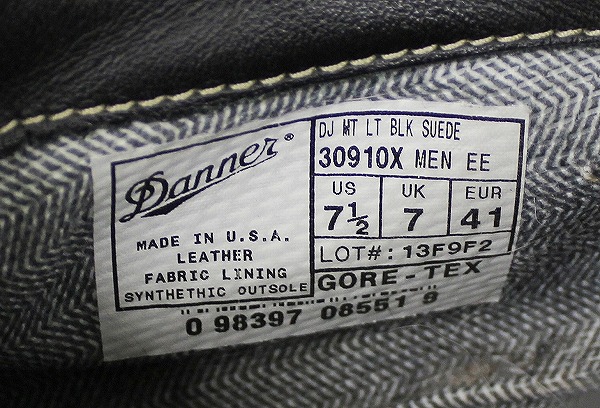 Danner®
MADE IN U.S.A.
LEATHER
FABRIC LINING
SYNTHETHIC OUTSOLE
DJ MT LT BLK SUEDE
30910X MEN EE
US UK EUR
7½ 7 41
LOT#: 13F9F2
GORE-TEX
0 98397 08551 8